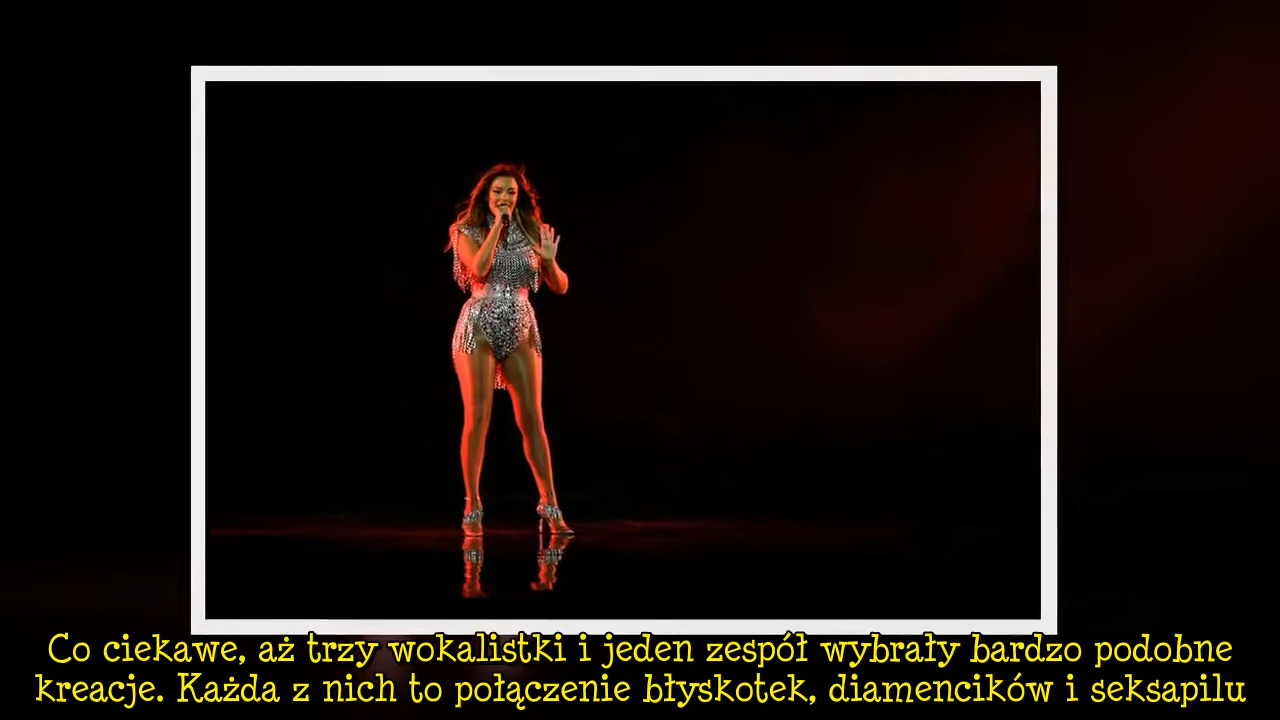 Co ciekawe, aż trzy wokalistki i jeden zespół wybrały bardzo podobne
kreacje. Każda z nich to połączenie błyskotek, diamencików i seksapilu